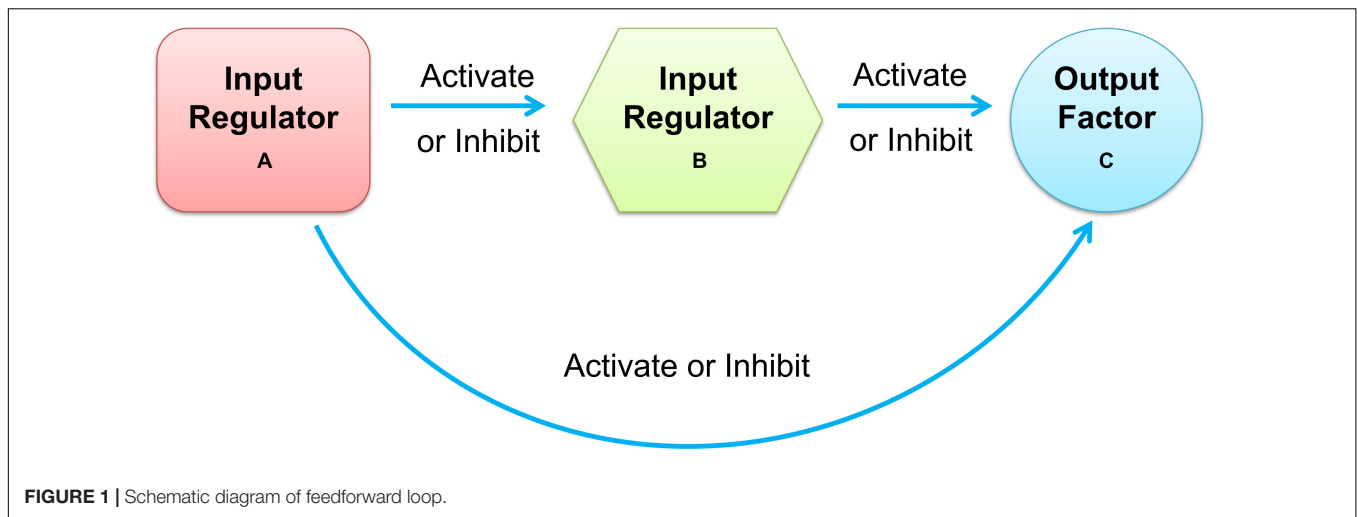 Input
Regulator
A
Activate
or Inhibit
Input
Regulator
B
Activate
or Inhibit
Output
Factor
C
Activate or Inhibit
FIGURE 1 | Schematic diagram of feedforward loop.